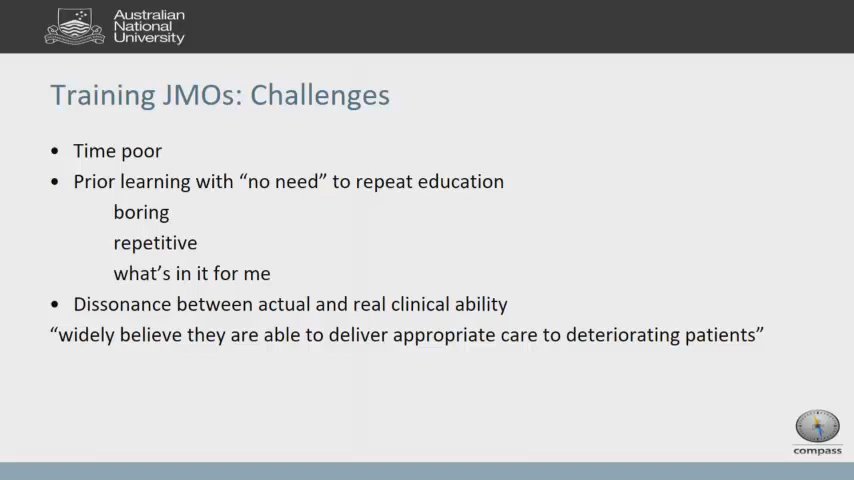 Australian
National
University
Training JMOs: Challenges
• Time poor
• Prior learning with “no need” to repeat education
boring
repetitive
what’s in it for me
• Dissonance between actual and real clinical ability
“widely believe they are able to deliver appropriate care to deteriorating patients”
compass